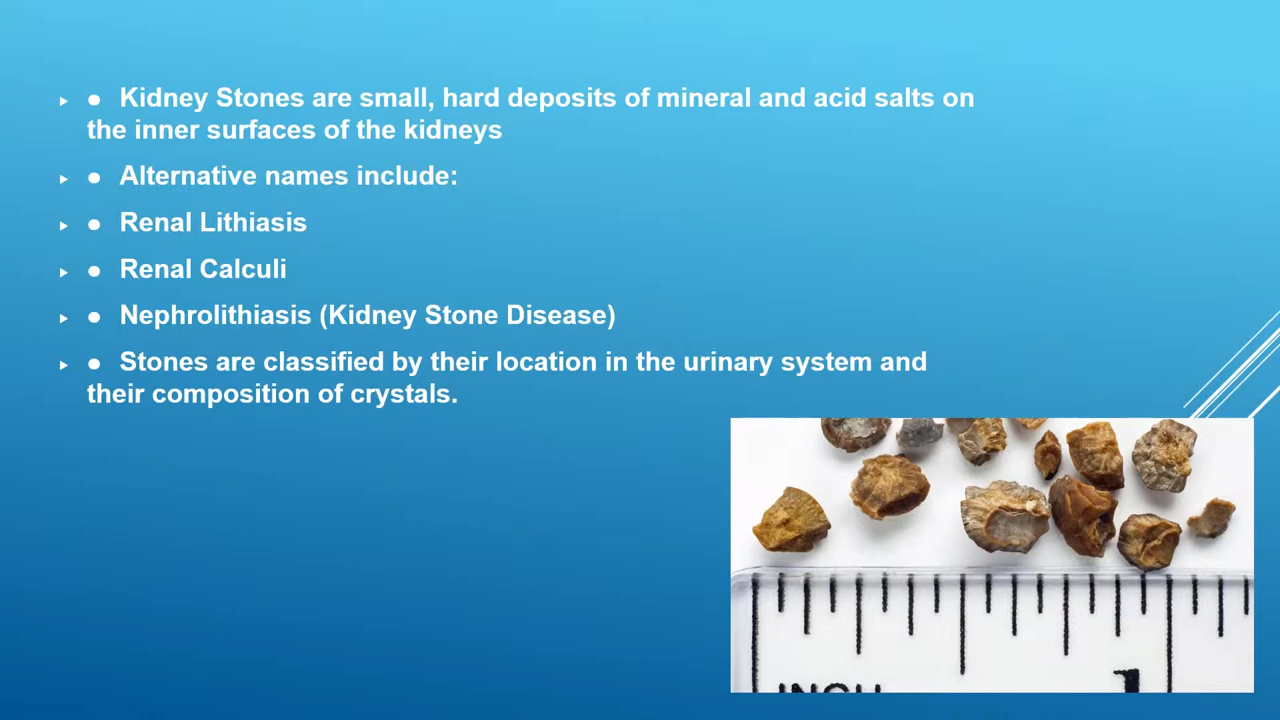 ● Kidney Stones are small, hard deposits of mineral and acid salts on
the inner surfaces of the kidneys
● Alternative names include:
● Renal Lithiasis
● Renal Calculi
● Nephrolithiasis (Kidney Stone Disease)
● Stones are classified by their location in the urinary system and
their composition of crystals.
INCH 1